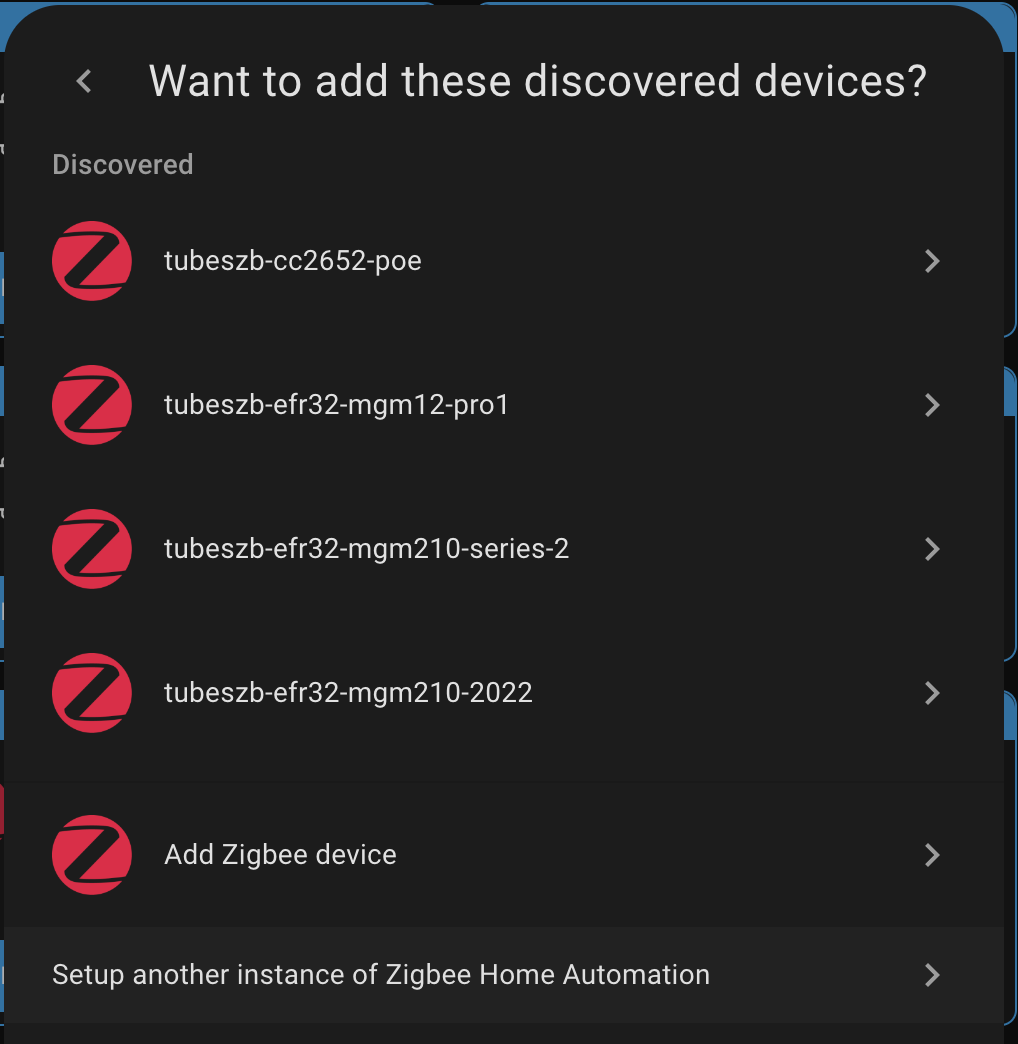 Want to add these discovered devices?
Discovered
tubeszb-cc2652-poe
tubeszb-efr32-mgm12-pro1
tubeszb-efr32-mgm210-series-2
tubeszb-efr32-mgm210-2022
Add Zigbee device
Setup another instance of Zigbee Home Automation